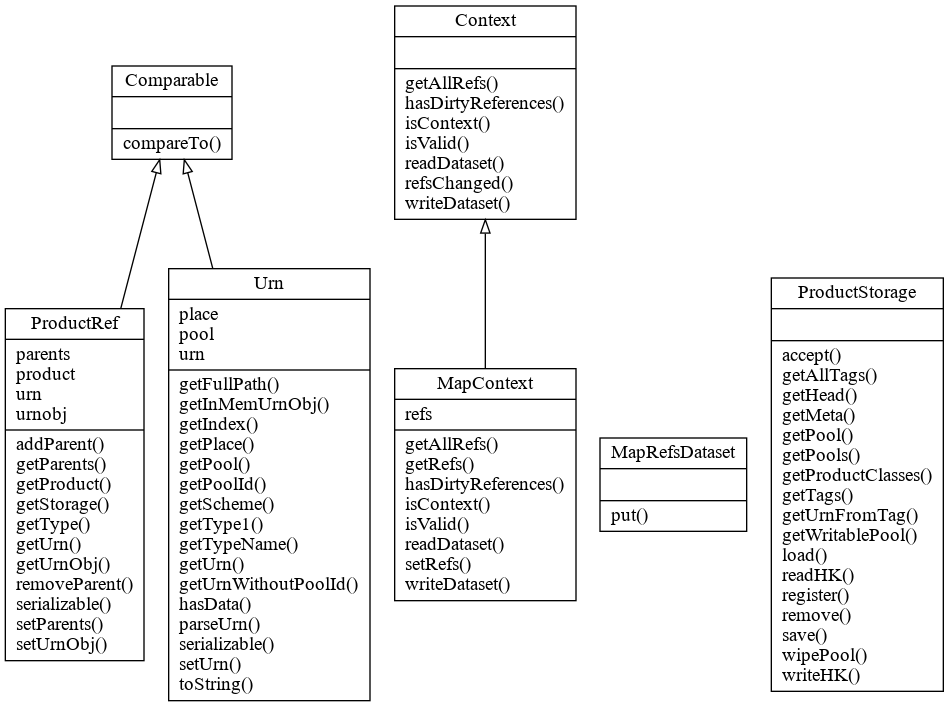 Context
getAllRefs()
hasDirtyReferences()
isContext()
isValid()
readDataset()
refsChanged()
writeDataset()
Comparable
compareTo()
ProductRef
parents
product
urn
urnobj
addParent()
getParents()
getProduct()
getStorage()
getType()
getUrn()
getUrnObj()
removeParent()
serializable()
setParents()
setUrnObj()
Urn
place
pool
urn
getFullPath()
getInMemUrnObj()
getIndex()
getPlace()
getPool()
getPoolId()
getScheme()
getType1()
getTypeName()
getUrn()
getUrnWithoutPoolId()
hasData()
parseUrn()
serializable()
setUrn()
toString()
MapContext
refs
getAllRefs()
getRefs()
hasDirtyReferences()
isContext()
isValid()
readDataset()
setRefs()
writeDataset()
MapRefsDataset
put()
ProductStorage
accept()
getAllTags()
getHead()
getMeta()
getPool()
getPools()
getProductClasses()
getTags()
getUrnFromTag()
getWritablePool()
load()
readHK()
register()
remove()
save()
wipePool()
writeHK()